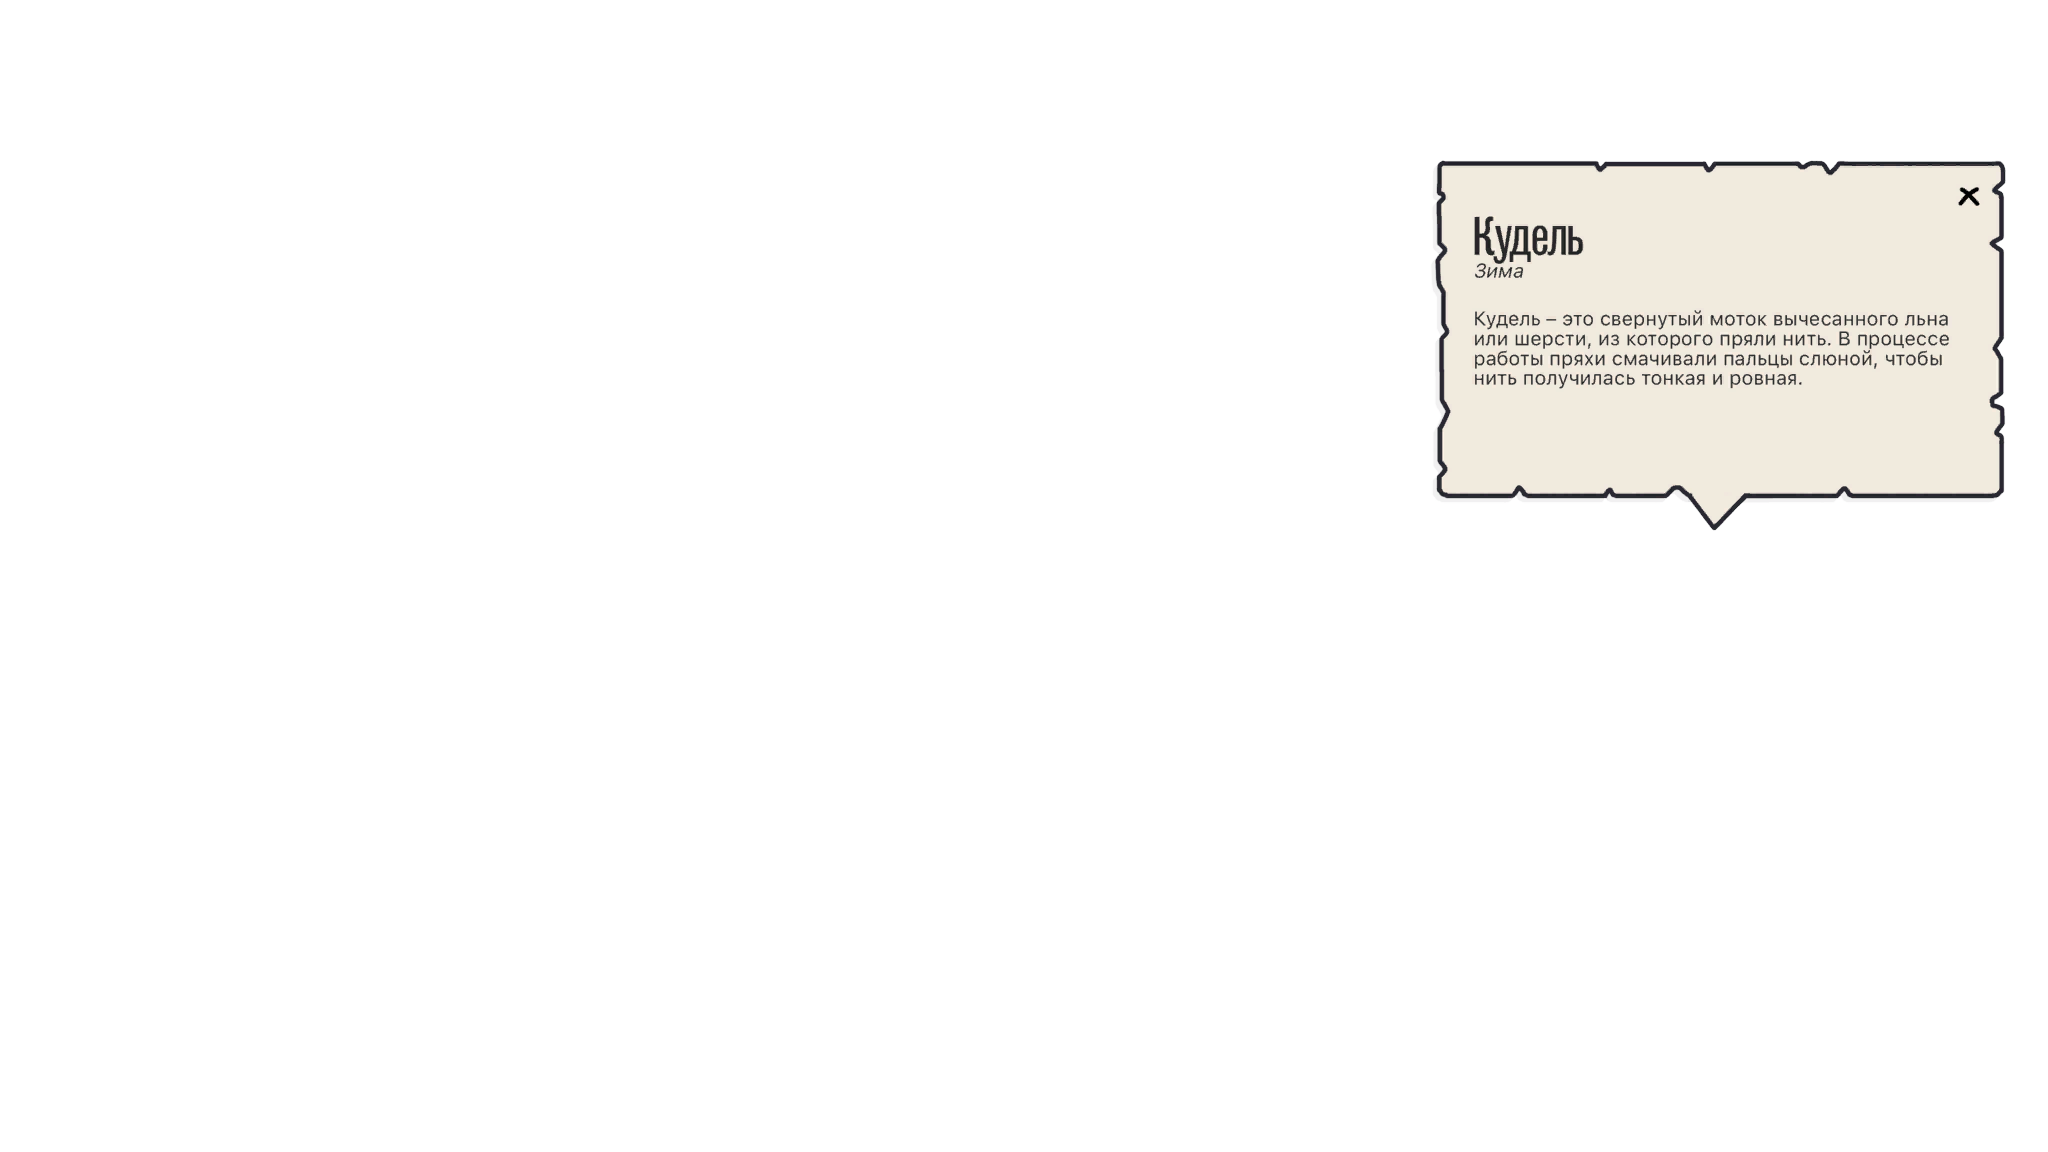 Кудель
Зима
Кудель – это свернутый моток вычесанного льна
или шерсти, из которого пряли нить. В процессе
работы пряхи смачивали пальцы слюной, чтобы
нить получилась тонкая и ровная.